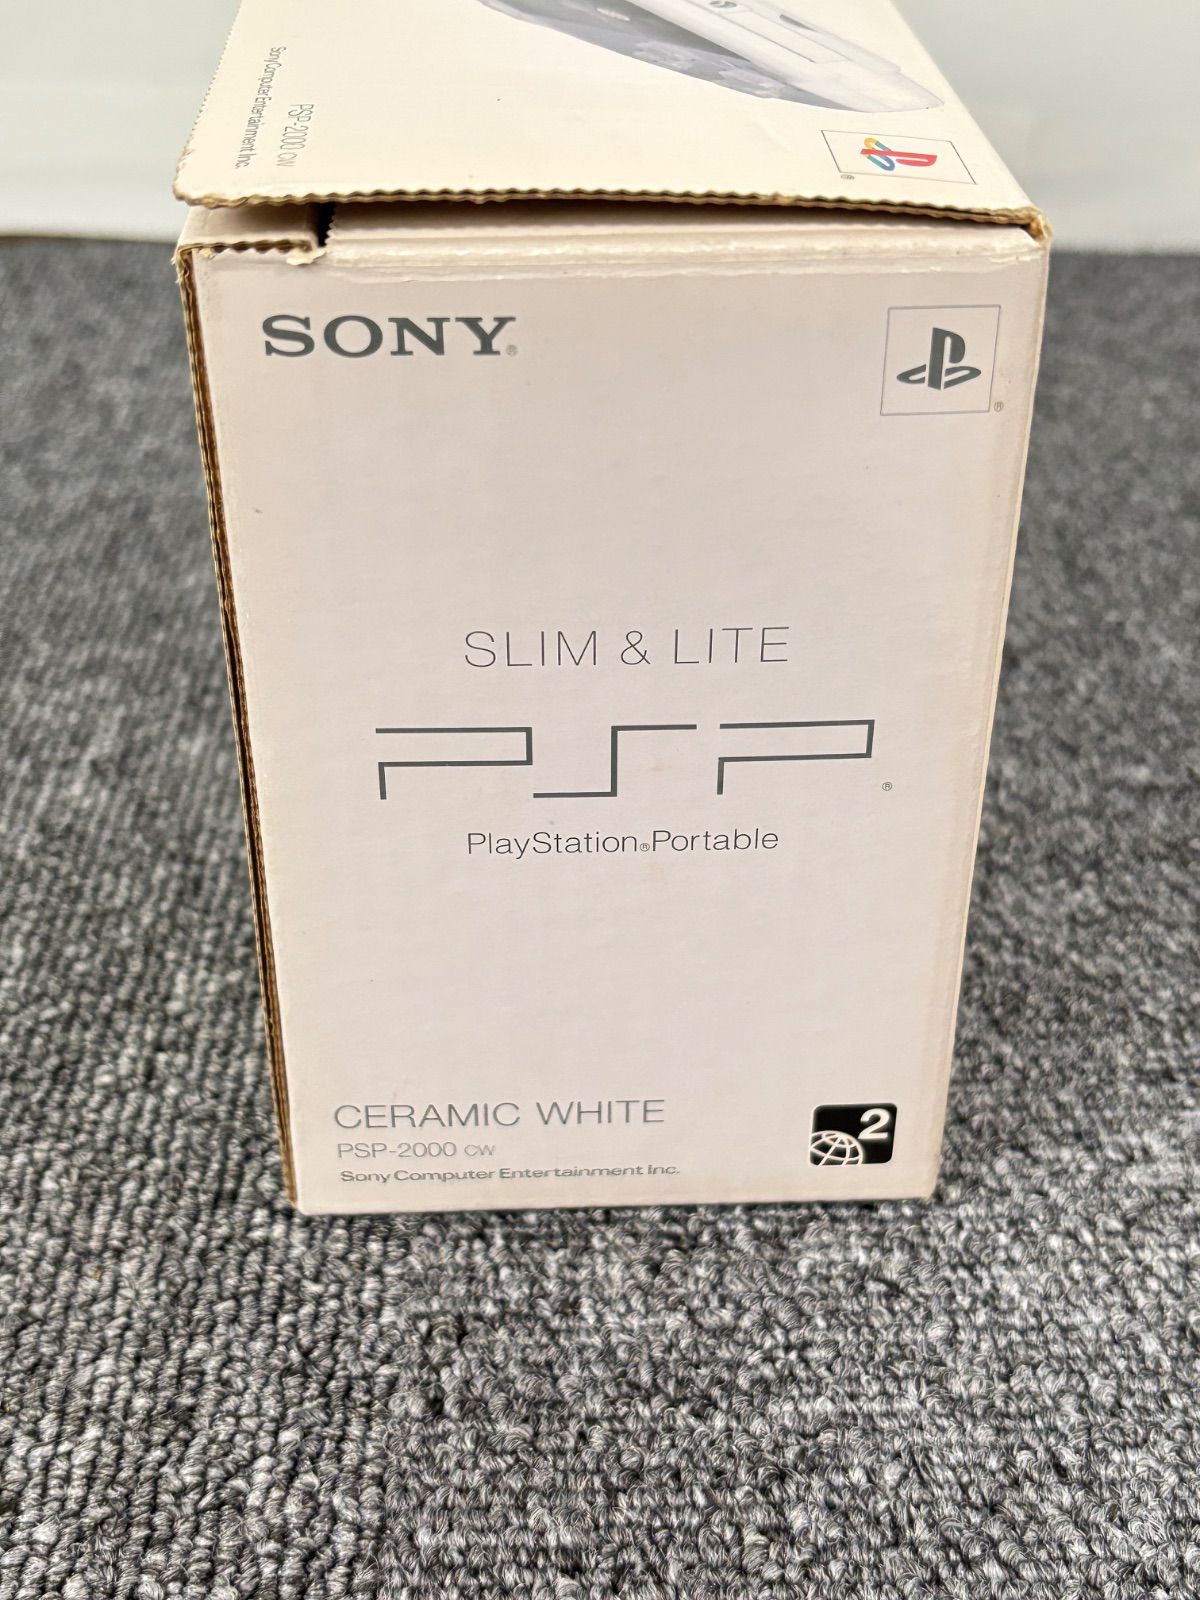 PSP-2000 CW
Sony Computer Entertainment Inc.
®
SONY®
®
SLIM & LITE
PSP®
PlayStation®Portable
CERAMIC WHITE
PSP-2000 CW
Sony Computer Entertainment Inc.
2